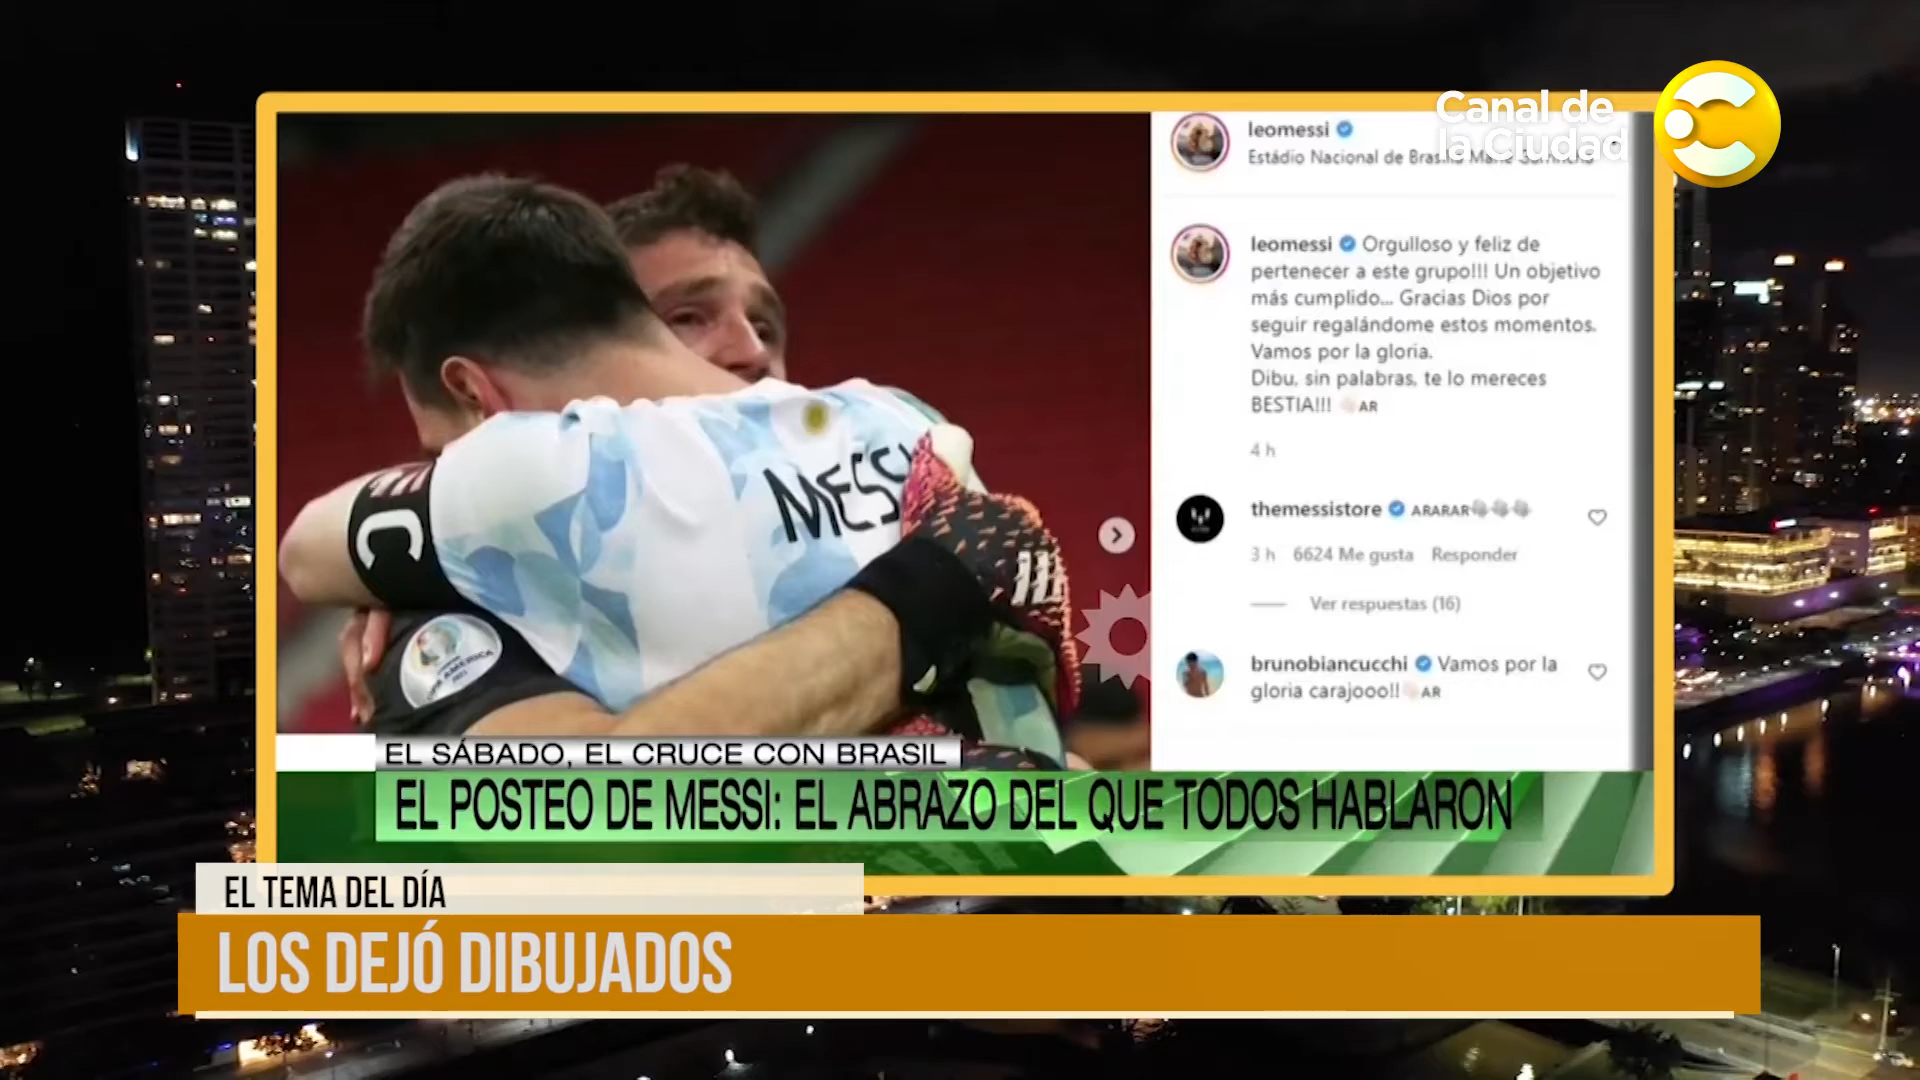 Canal de
la Ciudad
leomessi
Estádio Nacional de
leomessi Orgulloso y feliz de
pertenecer a este grupo!!! Un objetivo
más cumplido... Gracias Dios por
seguir regalándome estos momentos.
Vamos por la gloria.
Dibu, sin palabras, te lo mereces
BESTIA!!! AR
4 h
themessistore ARARAR
3 h 6624 Me gusta Responder
Ver respuestas (16)
brunobiancucchi Vamos por la
gloria carajooo!! AR
MESSI
C
COPA AMERICA
2021
EL SÁBADO, EL CRUCE CON BRASIL
EL POSTEO DE MESSI: EL ABRAZO DEL QUE TODOS HABLARON
EL TEMA DEL DÍA
LOS DEJÓ DIBUJADOS